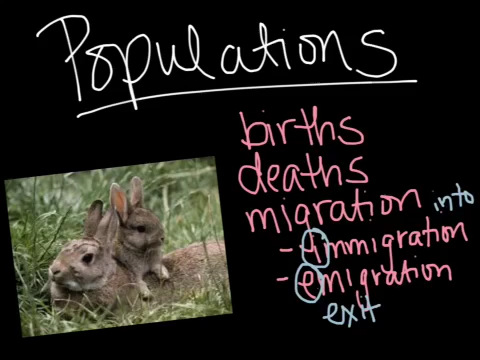 Populations
births
deaths
migration into
- immigration
- emigration
exit